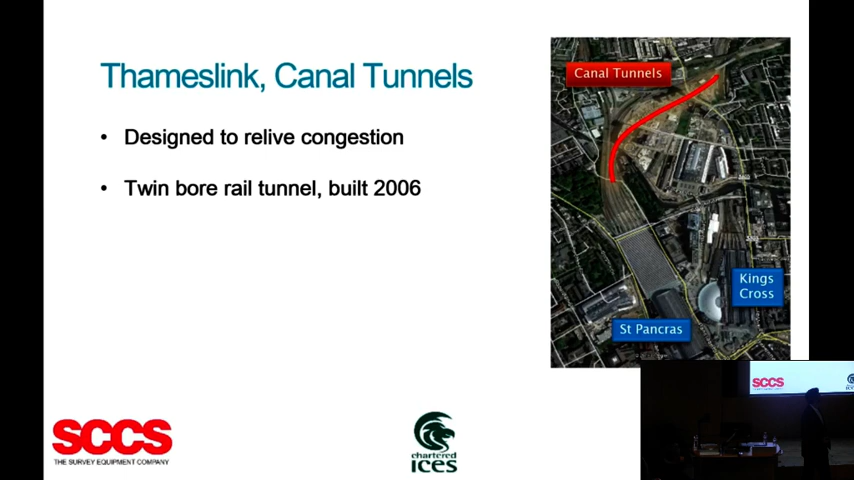 Thameslink, Canal Tunnels
• Designed to relive congestion
• Twin bore rail tunnel, built 2006
Canal Tunnels
Kings
Cross
St Pancras
SCCS
THE SURVEY EQUIPMENT COMPANY
chartered
ICES
SCCS